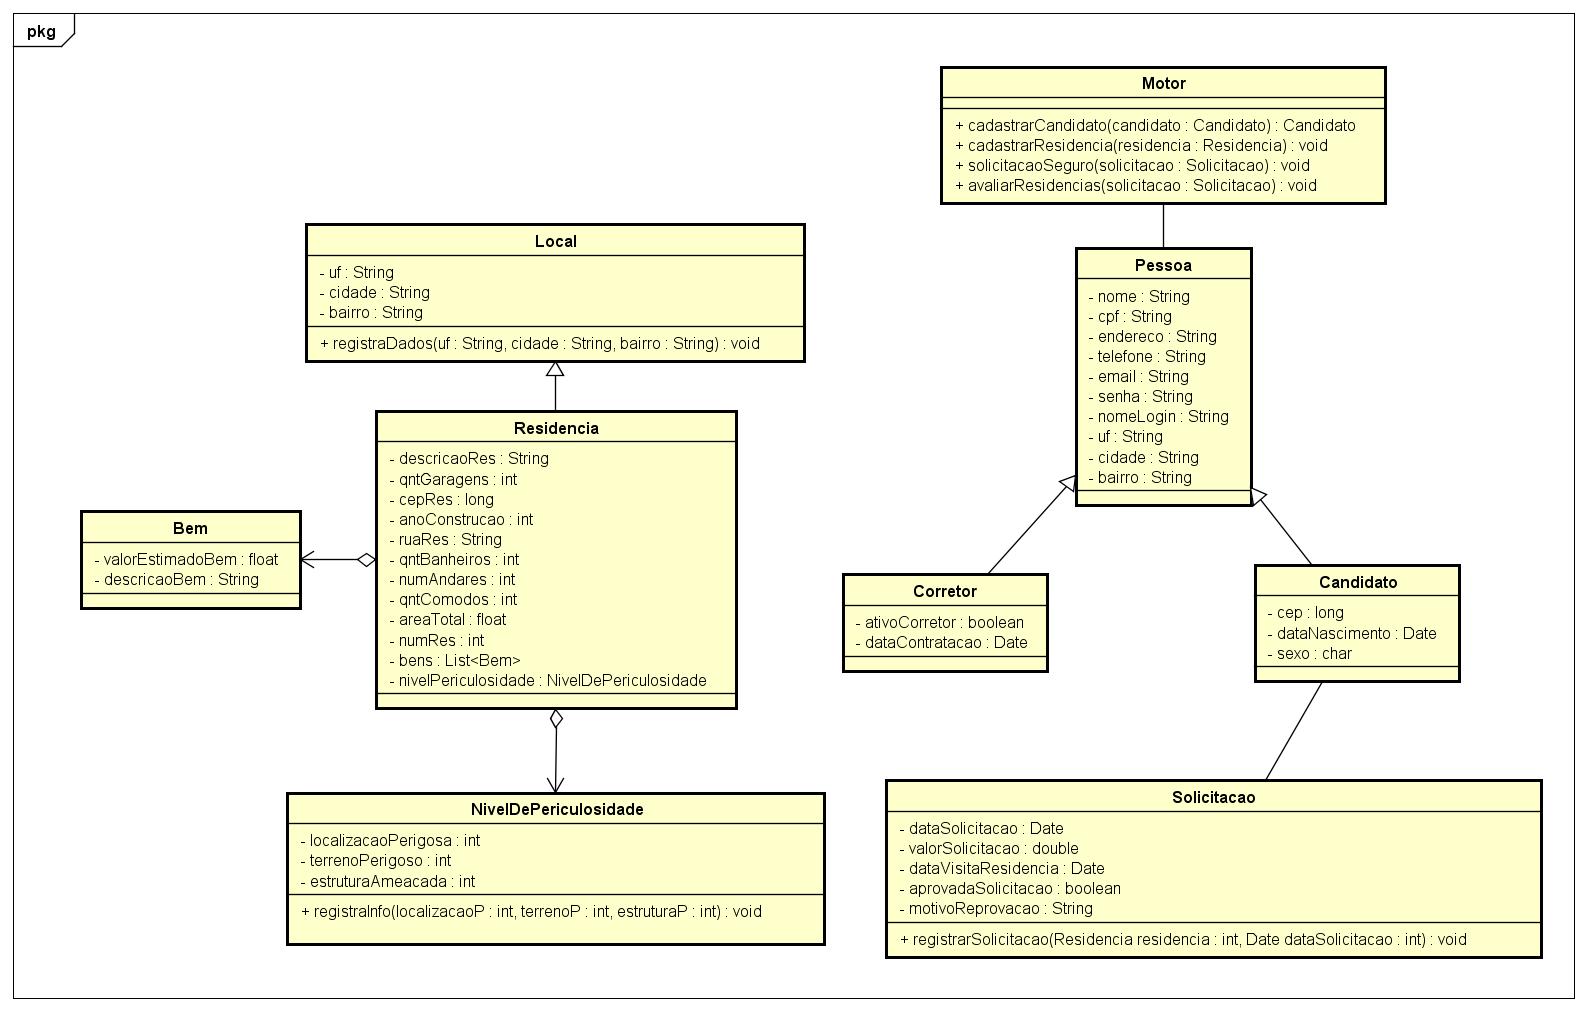 pkg
Motor
+ cadastrarCandidato(candidato : Candidato) : Candidato
+ cadastrarResidencia(residencia : Residencia) : void
+ solicitacaoSeguro(solicitacao : Solicitacao) : void
+ avaliarResidencias(solicitacao : Solicitacao) : void
Local
- uf : String
- cidade : String
- bairro : String
+ registraDados(uf : String, cidade : String, bairro : String) : void
Pessoa
- nome : String
- cpf : String
- endereco : String
- telefone : String
- email : String
- senha : String
- nomeLogin : String
- uf : String
- cidade : String
- bairro : String
Residencia
- descricaoRes : String
- qntGaragens : int
- cepRes : long
- anoConstrucao : int
- ruaRes : String
- qntBanheiros : int
- numAndares : int
- qntComodos : int
- areaTotal : float
- numRes : int
- bens : List<Bem>
- nivelPericulosidade : NivelDePericulosidade
Bem
- valorEstimadoBem : float
- descricaoBem : String
Corretor
- ativoCorretor : boolean
- dataContratacao : Date
Candidato
- cep : long
- dataNascimento : Date
- sexo : char
NivelDePericulosidade
- localizacaoPerigosa : int
- terrenoPerigoso : int
- estruturaAmeacada : int
+ registraInfo(localizacaoP : int, terrenoP : int, estruturaP : int) : void
Solicitacao
- dataSolicitacao : Date
- valorSolicitacao : double
- dataVisitaResidencia : Date
- aprovadaSolicitacao : boolean
- motivoReprovacao : String
+ registrarSolicitacao(Residencia residencia : int, Date dataSolicitacao : int) : void